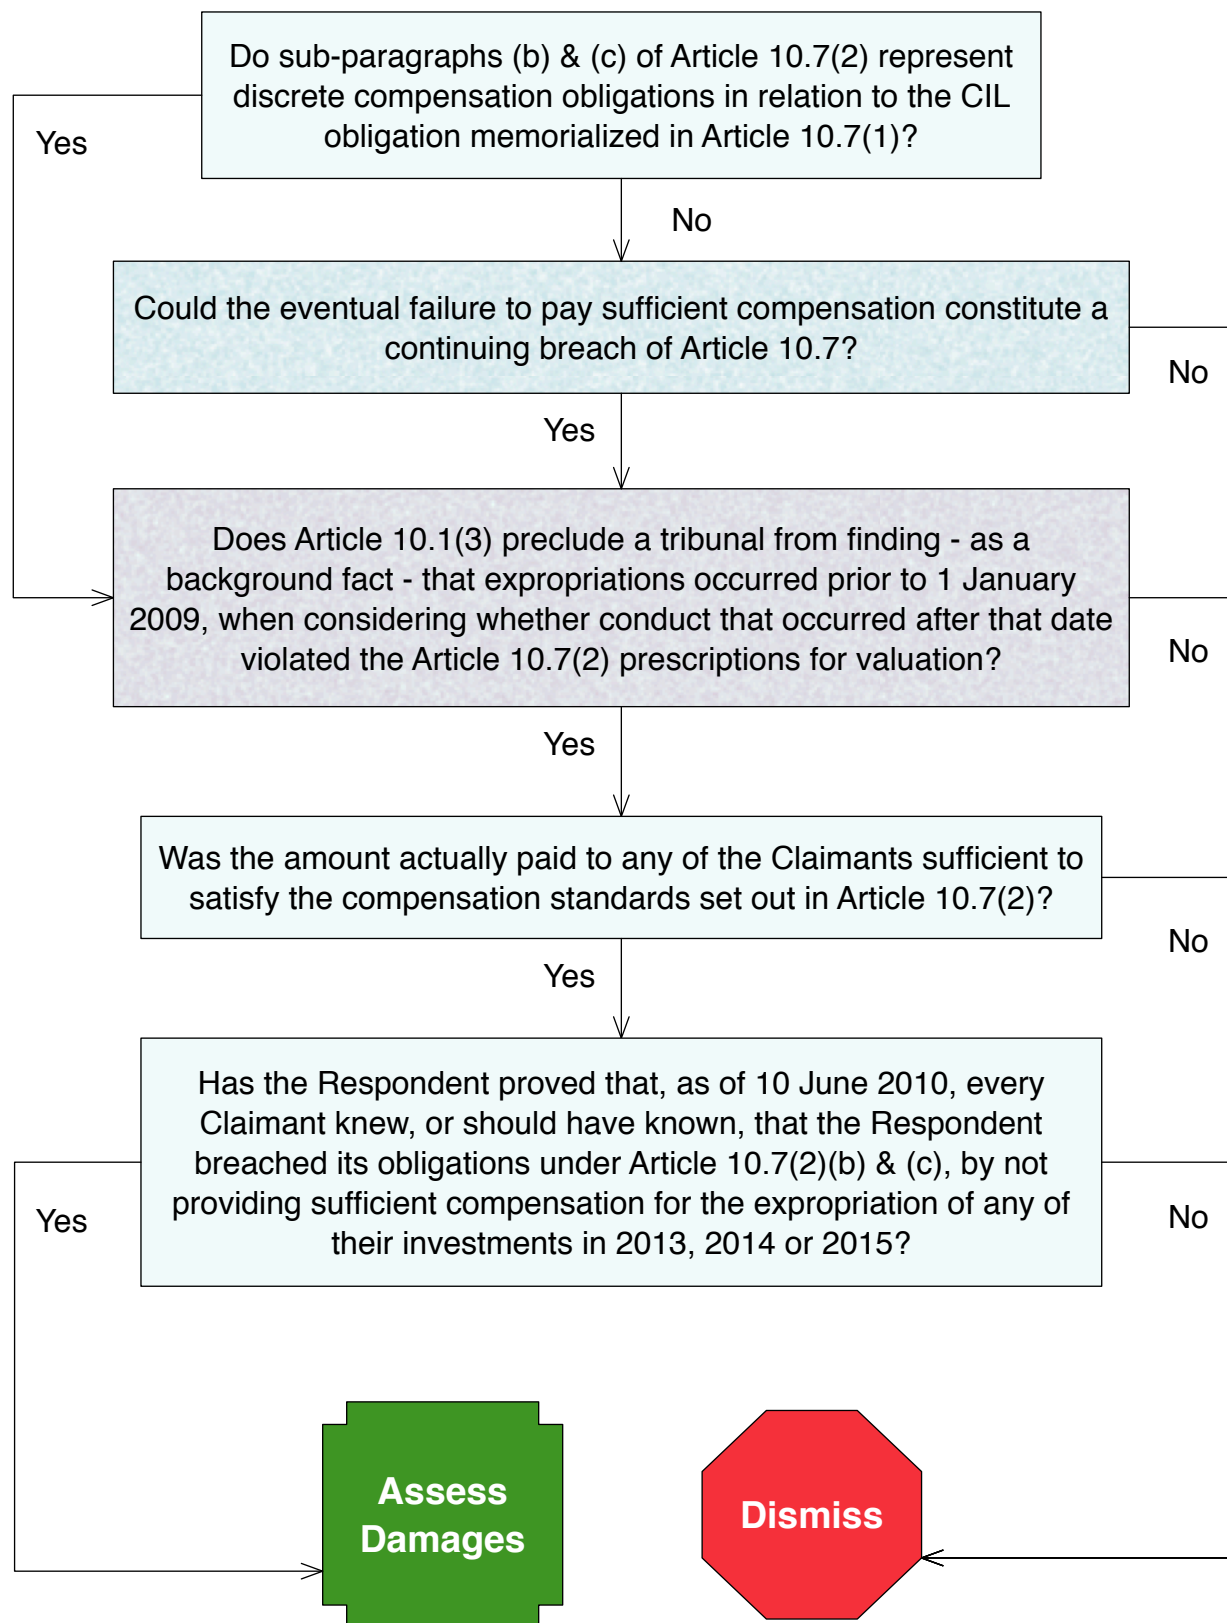 Do sub-paragraphs (b) & (c) of Article 10.7(2) represent
discrete compensation obligations in relation to the CIL
obligation memorialized in Article 10.7(1)?
Yes
No
Could the eventual failure to pay sufficient compensation constitute a
continuing breach of Article 10.7?
No
Yes
Does Article 10.1(3) preclude a tribunal from finding - as a
background fact - that expropriations occurred prior to 1 January
2009, when considering whether conduct that occurred after that date
violated the Article 10.7(2) prescriptions for valuation?
No
Yes
Was the amount actually paid to any of the Claimants sufficient to
satisfy the compensation standards set out in Article 10.7(2)?
No
Yes
Has the Respondent proved that, as of 10 June 2010, every
Claimant knew, or should have known, that the Respondent
breached its obligations under Article 10.7(2)(b) & (c), by not
providing sufficient compensation for the expropriation of any of
their investments in 2013, 2014 or 2015?
Yes
No
Assess
Damages
Dismiss